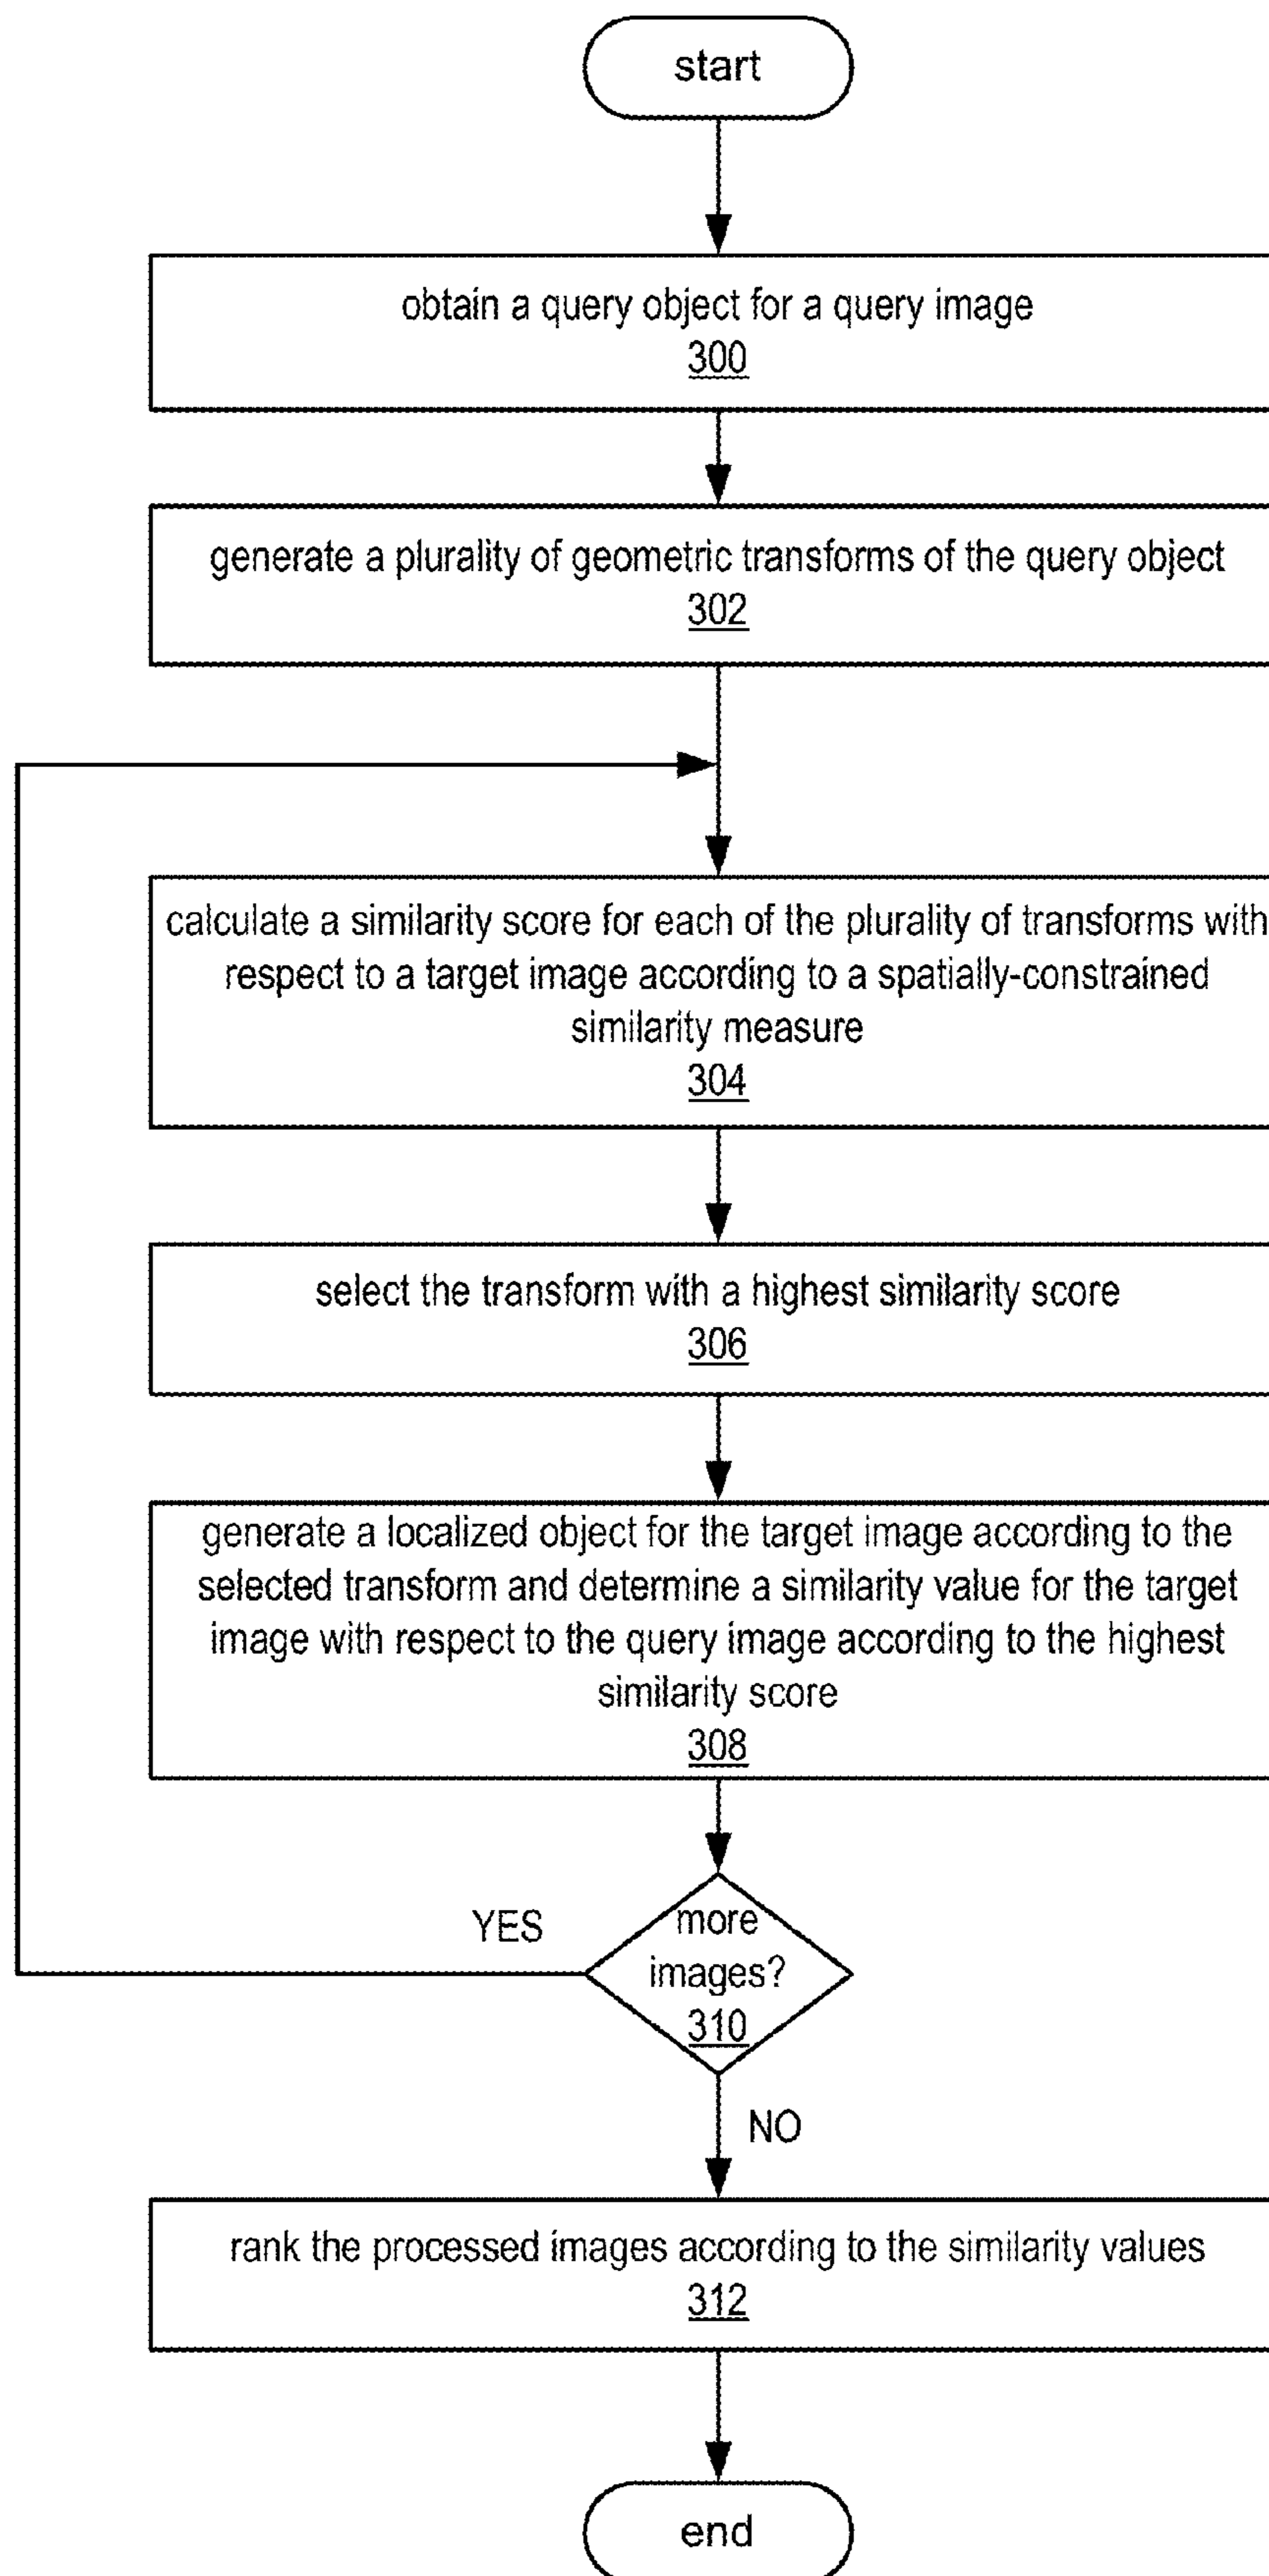 start
obtain a query object for a query image
300
generate a plurality of geometric transforms of the query object
302
calculate a similarity score for each of the plurality of transforms with
respect to a target image according to a spatially-constrained
similarity measure
304
select the transform with a highest similarity score
306
generate a localized object for the target image according to the
selected transform and determine a similarity value for the target
image with respect to the query image according to the highest
similarity score
308
YES
more
images?
310
NO
rank the processed images according to the similarity values
312
end